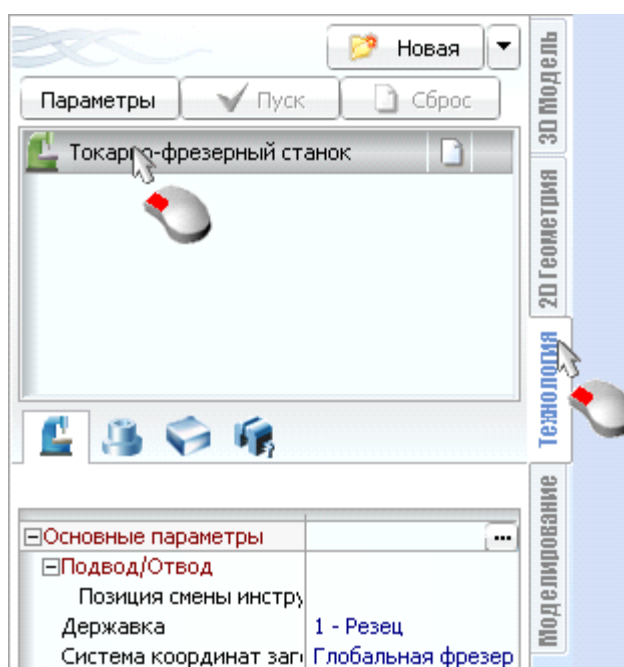 Новая
Параметры Пуск Сброс
Токарно-фрезерный станок
3D Модель
2D Геометрия
Технология
Моделирование
Основные параметры ...
Подвод/Отвод
Позиция смены инстру
Державка 1 - Резец
Система координат заг Глобальная фрезер